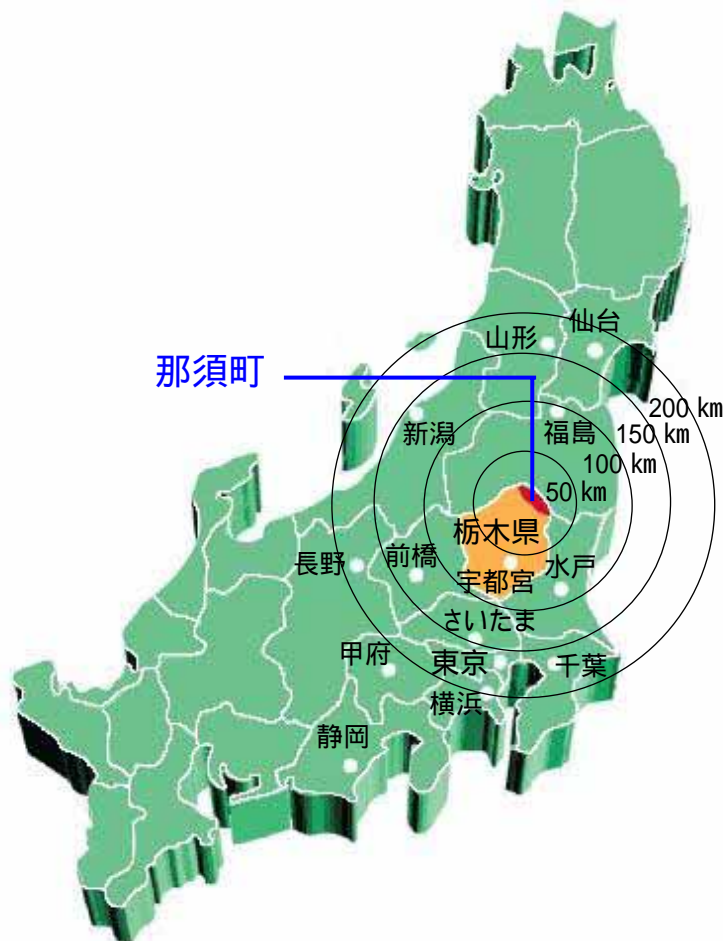 仙台
山形
那須町
200 km
新潟
福島
150 km
100 km
50 km
栃木県
長野
前橋
宇都宮
水戸
さいたま
甲府
東京
千葉
横浜
静岡